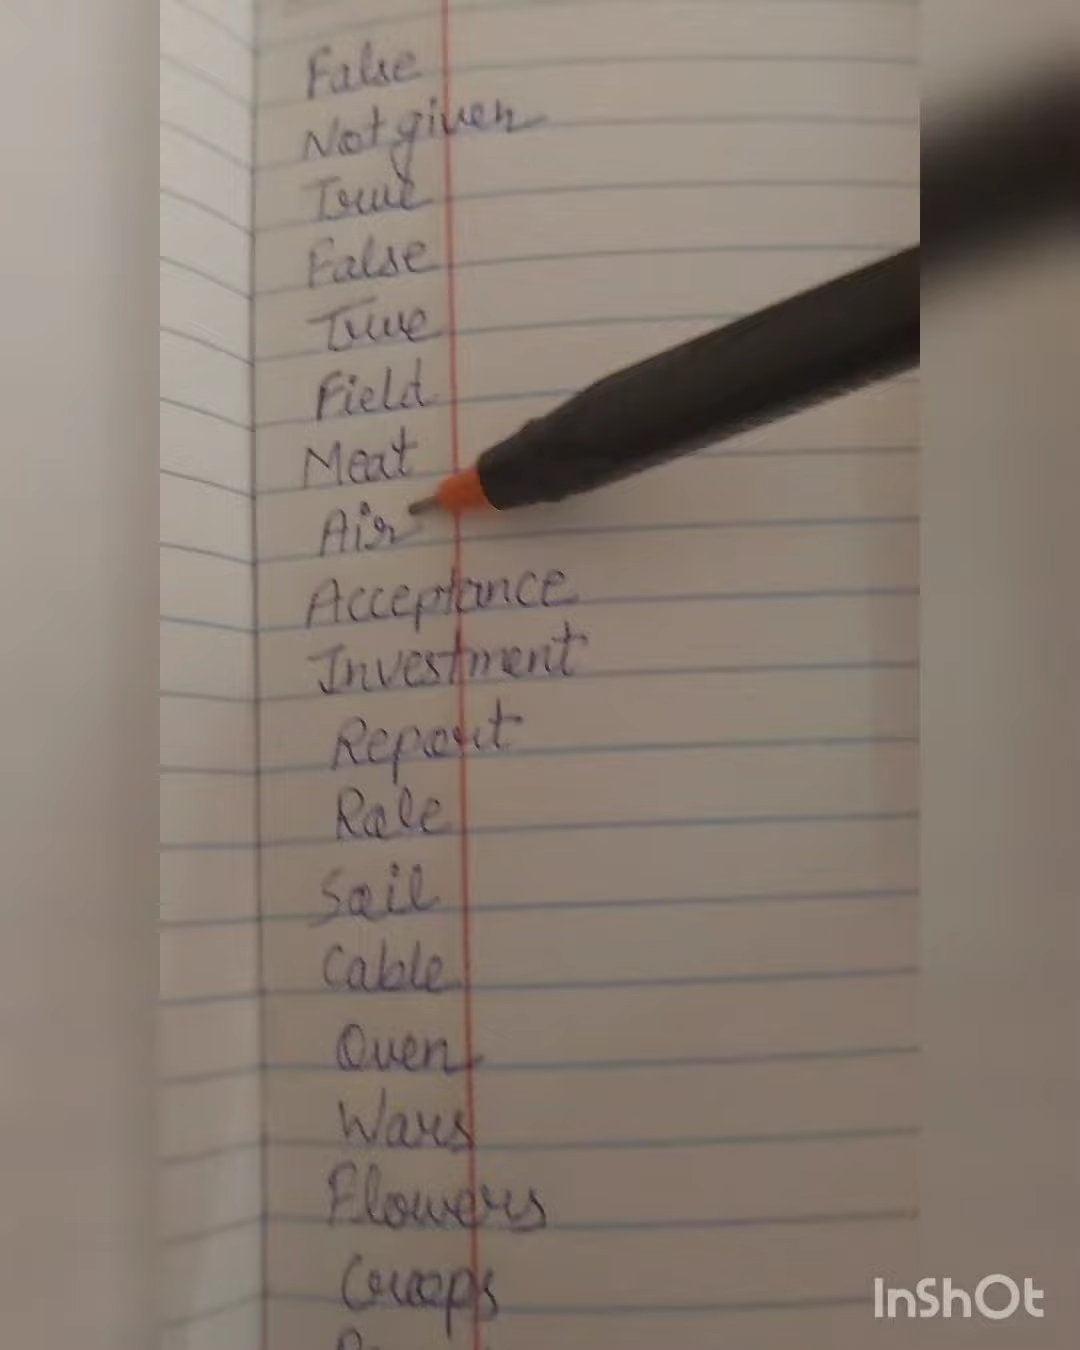 False
Not given
True
False
True
Field
Meat
Air
Acceptance
Investment
Report
Role
Sail
Cable
Oven
Wars
Flowers
Crops
InShOt